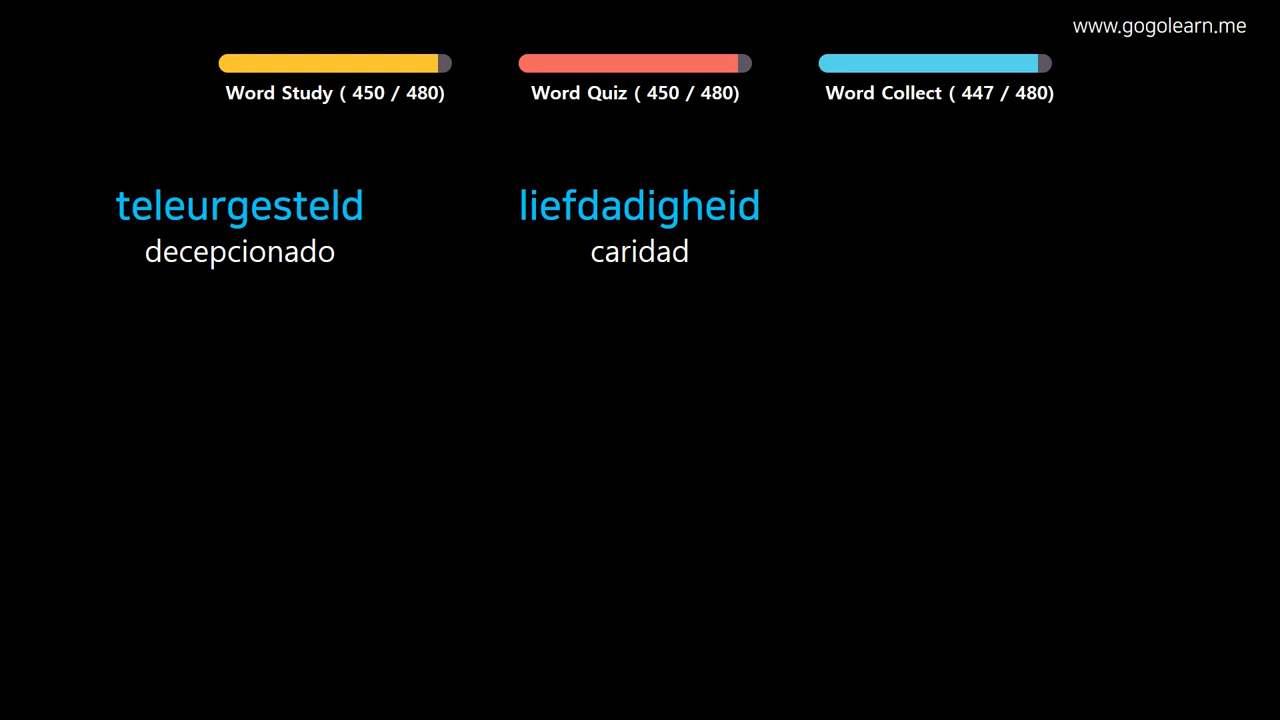 www.gogolearn.me
Word Study ( 450 / 480)
Word Quiz ( 450 / 480)
Word Collect ( 447 / 480)
teleurgesteld
decepcionado
liefdadigheid
caridad